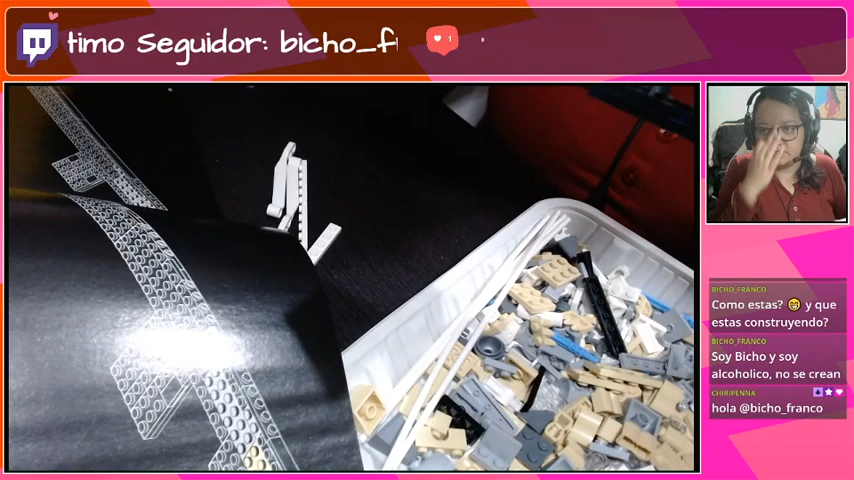 timo Seguidor: bicho_f
1
BICHO_FRANCO
Como estas? 😁 y que
estas construyendo?
BICHO_FRANCO
Soy Bicho y soy
alcoholico, no se crean
CHIRIPENNA
hola @bicho_franco